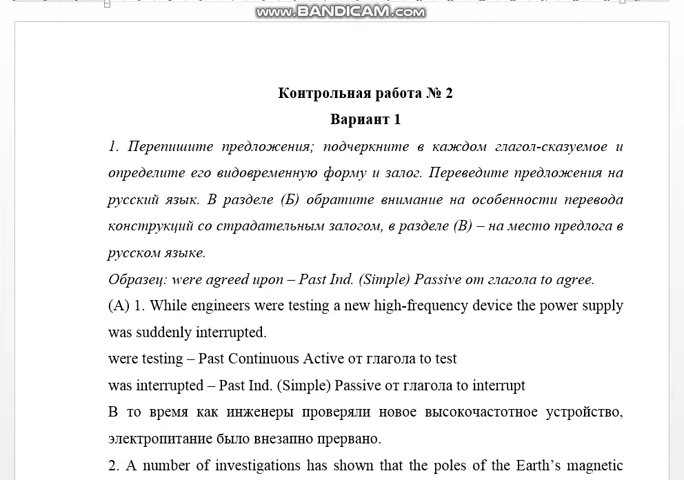 www.BANDICAM.com
Контрольная работа № 2
Вариант 1
1. Перепишите предложения; подчеркните в каждом глагол-сказуемое и
определите его видовременную форму и залог. Переведите предложения на
русский язык. В разделе (Б) обратите внимание на особенности перевода
конструкций со страдательным залогом, в разделе (В) – на место предлога в
русском языке.
Образец: were agreed upon – Past Ind. (Simple) Passive от глагола to agree.
(А) 1. While engineers were testing a new high-frequency device the power supply
was suddenly interrupted.
were testing – Past Continuous Active от глагола to test
was interrupted – Past Ind. (Simple) Passive от глагола to interrupt
В то время как инженеры проверяли новое высокочастотное устройство,
электропитание было внезапно прервано.
2. A number of investigations has shown that the poles of the Earth’s magnetic